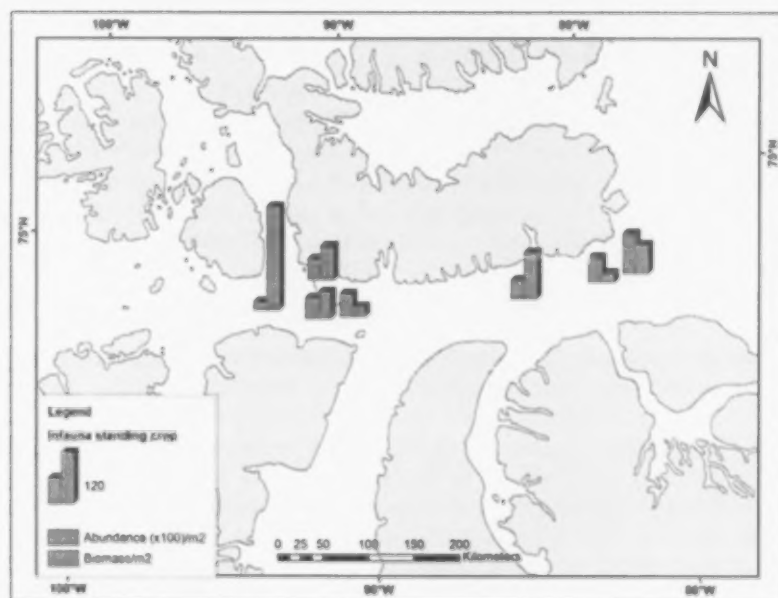 100°W 90°W 80°W
N
75°N 75°N
Legend
Infauna standing crop
120
Abundance (x100)/m2
Biomass/m2
0 25 50 100 150 200
Kilometers
100°W 90°W 80°W